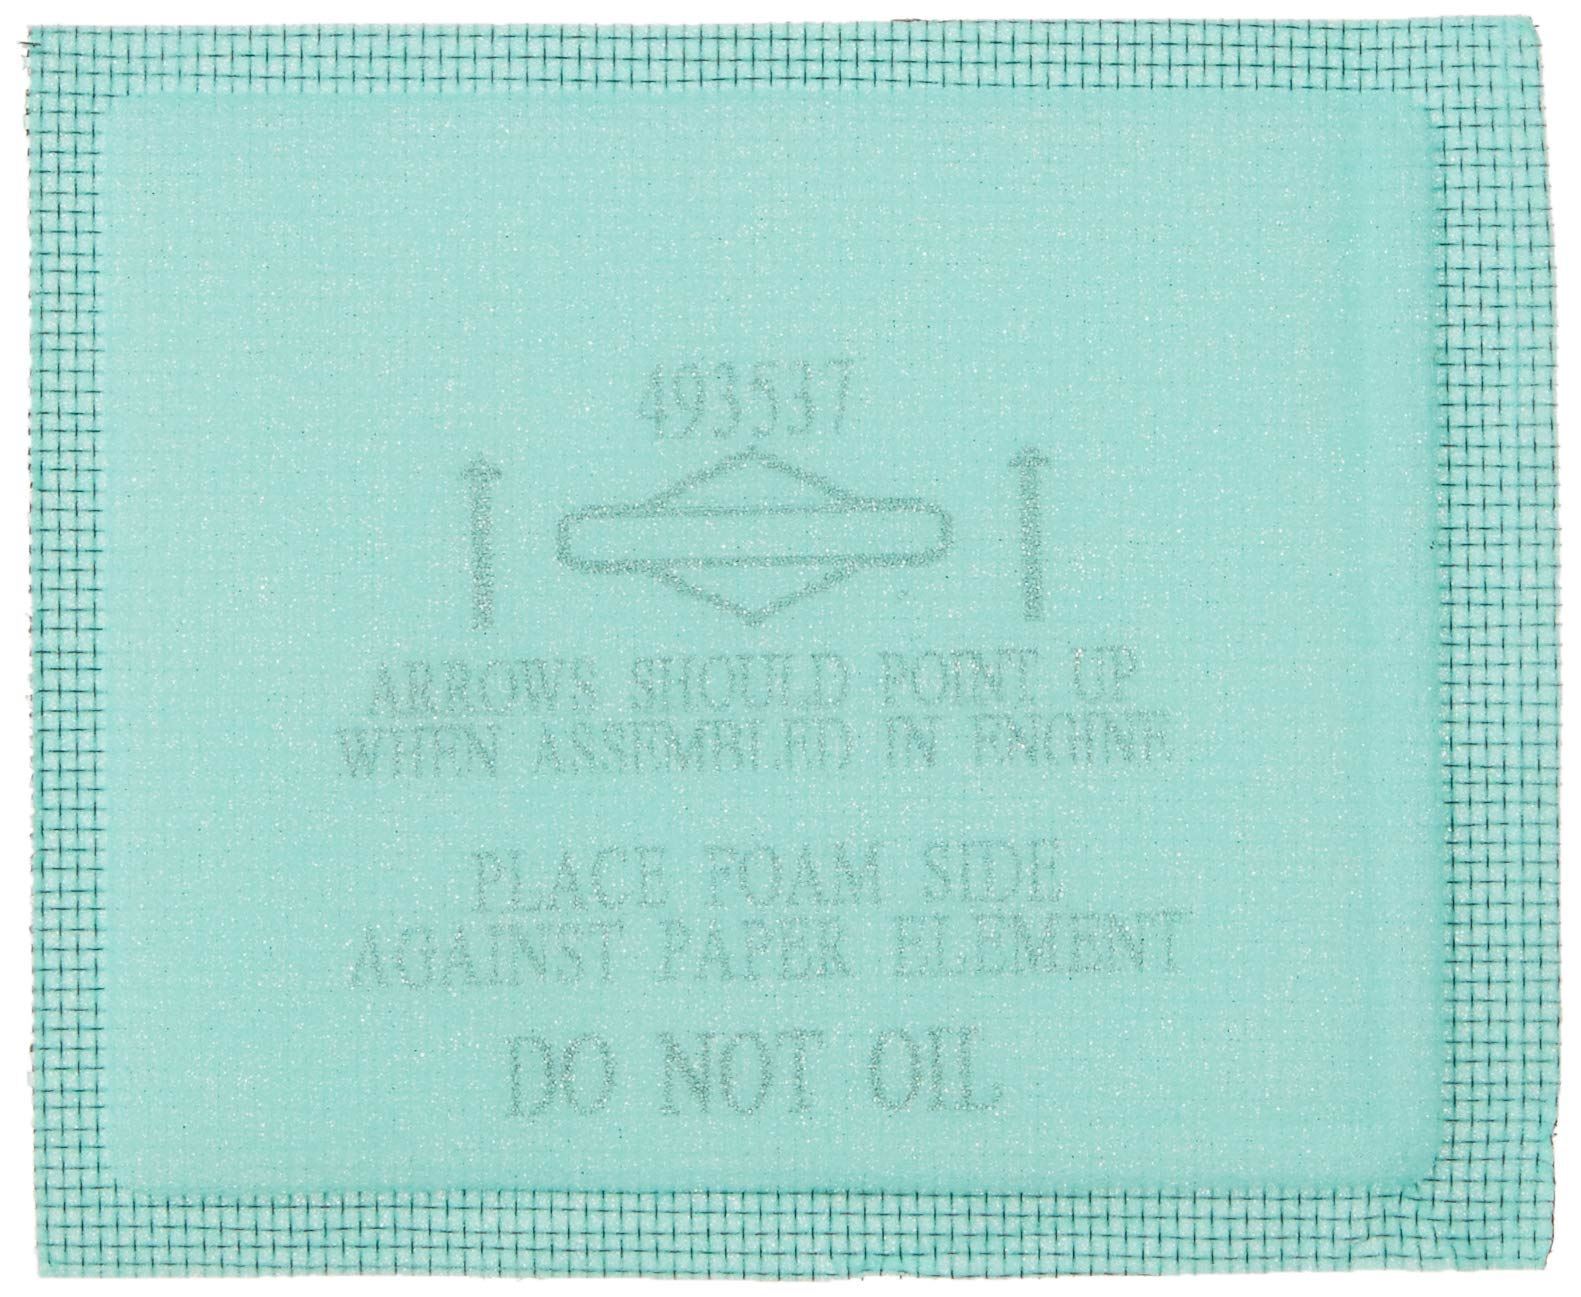 493537
ARROWS SHOULD POINT UP
WHEN ASSEMBLED IN ENGINE
PLACE FOAM SIDE
AGAINST PAPER ELEMENT
DO NOT OIL